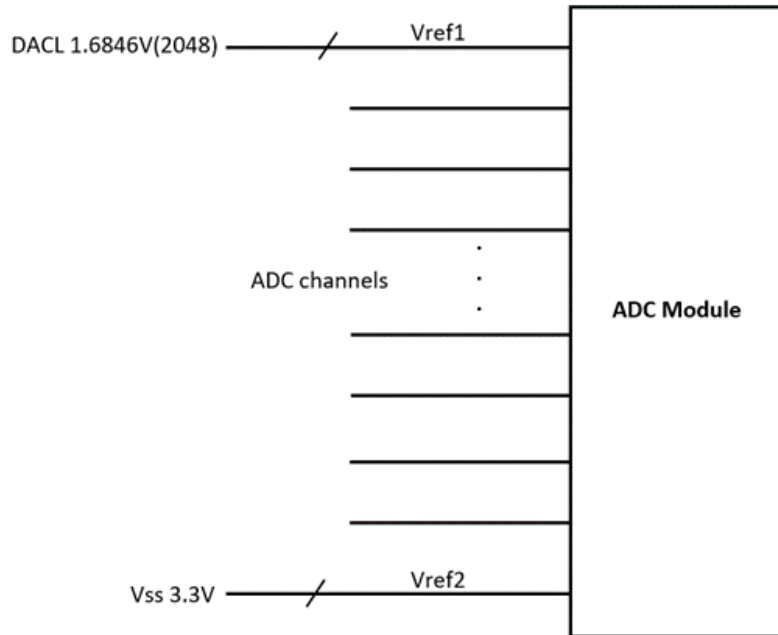 Vref1
DACL 1.6846V(2048)
ADC channels
ADC Module
Vref2
Vss 3.3V